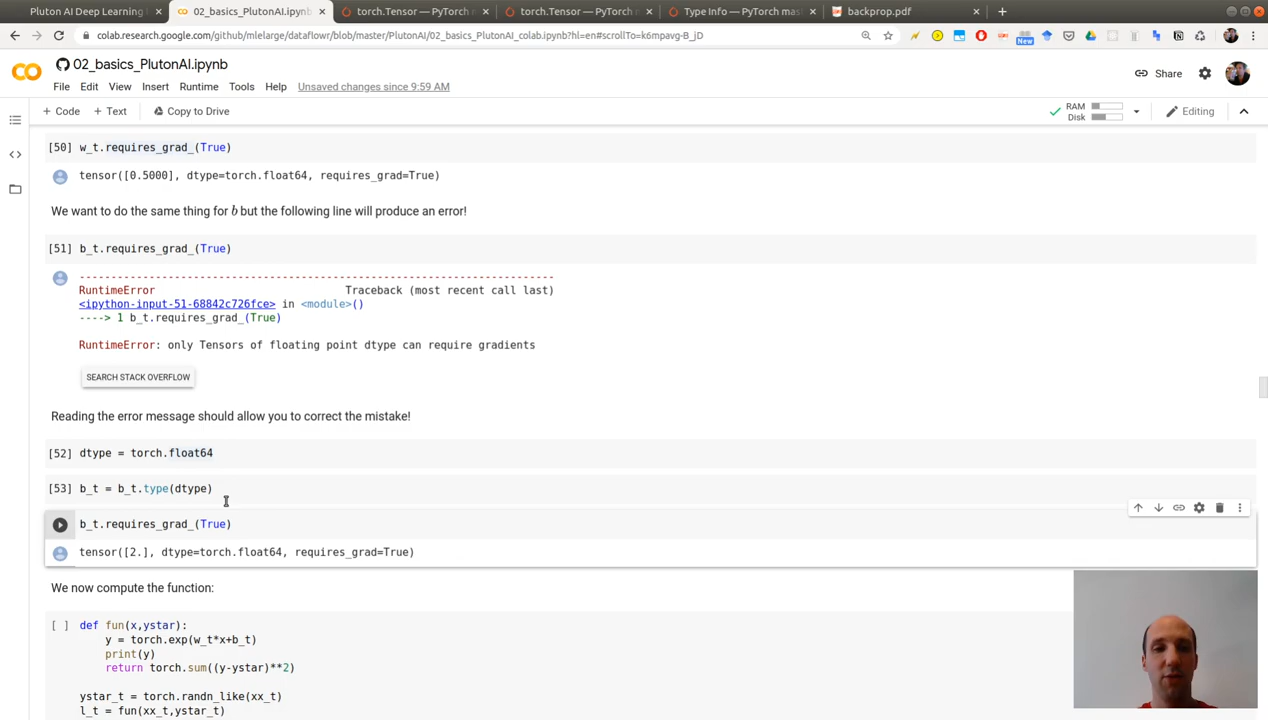 Pluton AI Deep Learning
02_basics_PlutonAI.ipynb
torch.Tensor — PyTorch
torch.Tensor — PyTorch
Type Info — PyTorch mas
backprop.pdf
colab.research.google.com/github/mlelarge/dataflowr/blob/master/PlutonAI/02_basics_PlutonAI_colab.ipynb?hl=en#scrollTo=k6mpavg-B_jD
New
02_basics_PlutonAI.ipynb
Share
File Edit View Insert Runtime Tools Help Unsaved changes since 9:59 AM
+ Code + Text Copy to Drive
RAM
Disk
Editing
[50] w_t.requires_grad_(True)
tensor([0.5000], dtype=torch.float64, requires_grad=True)
We want to do the same thing for b but the following line will produce an error!
[51] b_t.requires_grad_(True)
---------------------------------------------------------------------------
RuntimeError Traceback (most recent call last)
<ipython-input-51-68842c726fce> in <module>()
----> 1 b_t.requires_grad_(True)
RuntimeError: only Tensors of floating point dtype can require gradients
SEARCH STACK OVERFLOW
Reading the error message should allow you to correct the mistake!
[52] dtype = torch.float64
[53] b_t = b_t.type(dtype)
b_t.requires_grad_(True)
tensor([2.], dtype=torch.float64, requires_grad=True)
We now compute the function:
[ ] def fun(x,ystar):
y = torch.exp(w_t*x+b_t)
print(y)
return torch.sum((y-ystar)**2)
ystar_t = torch.randn_like(xx_t)
l_t = fun(xx_t,ystar_t)